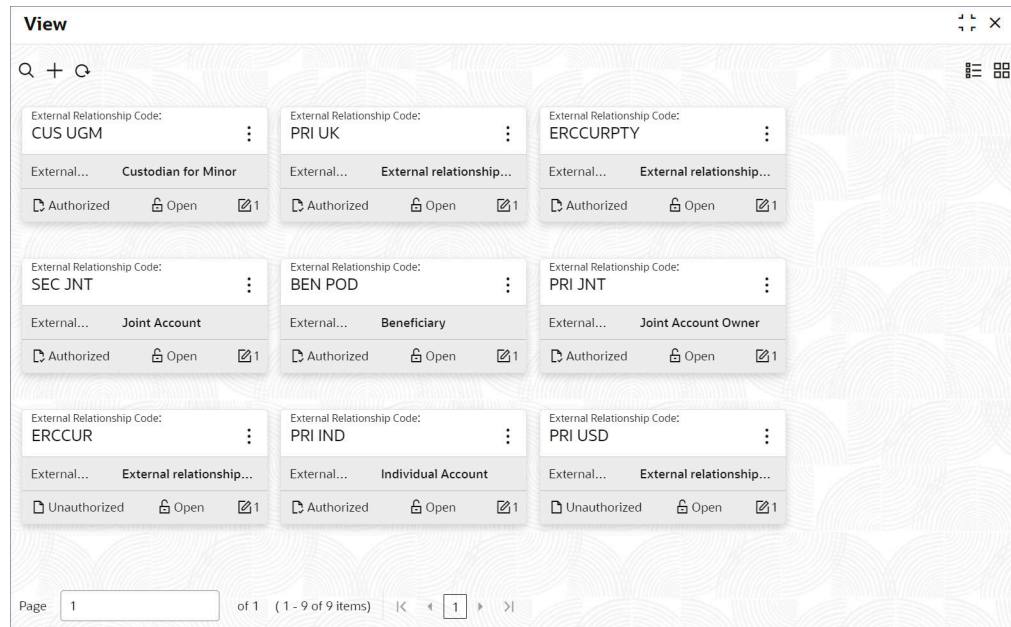 View
External Relationship Code:
CUS UGM
External... Custodian for Minor
Authorized Open 1
External Relationship Code:
PRI UK
External... External relationship...
Authorized Open 1
External Relationship Code:
ERCCURPTY
External... External relationship...
Authorized Open 1
External Relationship Code:
SEC JNT
External... Joint Account
Authorized Open 1
External Relationship Code:
BEN POD
External... Beneficiary
Authorized Open 1
External Relationship Code:
PRI JNT
External... Joint Account Owner
Authorized Open 1
External Relationship Code:
ERCCUR
External... External relationship...
Unauthorized Open 1
External Relationship Code:
PRI IND
External... Individual Account
Authorized Open 1
External Relationship Code:
PRI USD
External... External relationship...
Unauthorized Open 1
Page 1 of 1 ( 1 - 9 of 9 items) 1